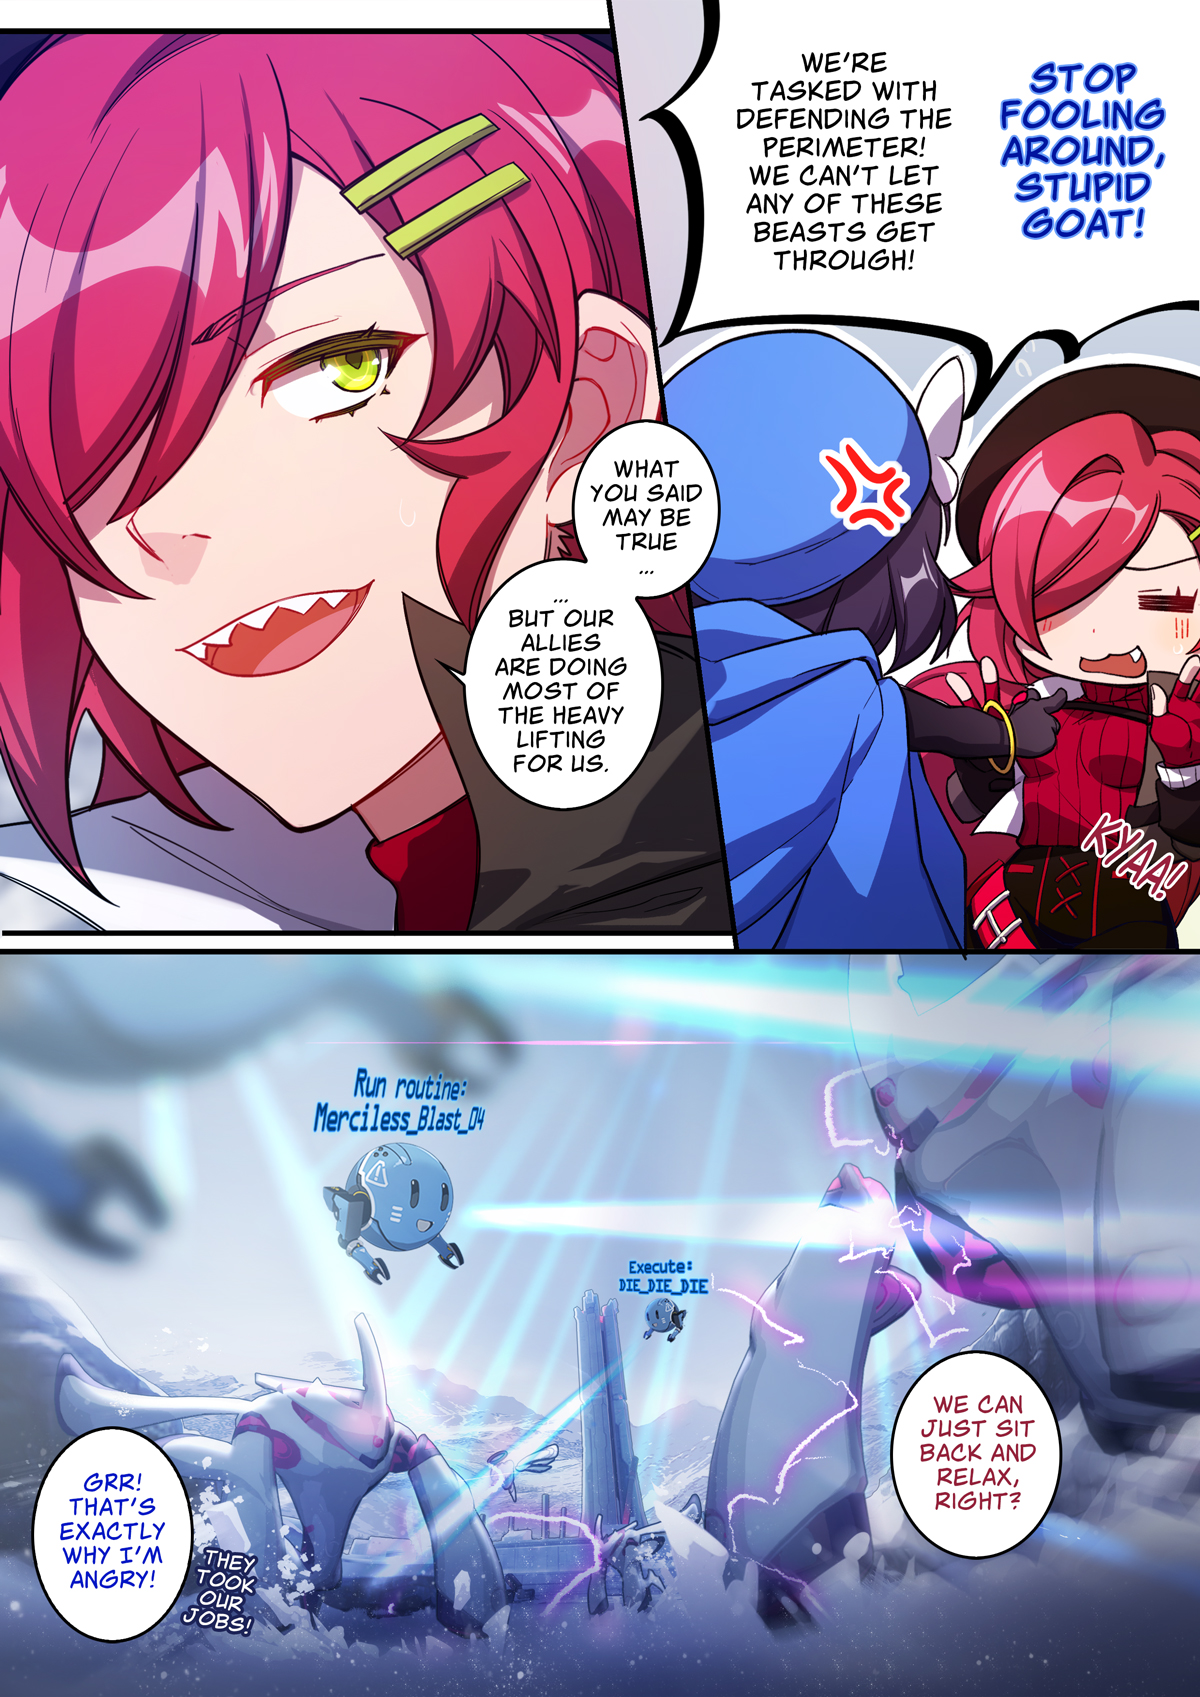 STOP
FOOLING
AROUND,
STUPID
GOAT!
WE'RE
TASKED WITH
DEFENDING THE
PERIMETER!
WE CAN'T LET
ANY OF THESE
BEASTS GET
THROUGH!
KYAA!
WHAT
YOU SAID
MAY BE
TRUE
...
...
BUT OUR
ALLIES
ARE DOING
MOST OF
THE HEAVY
LIFTING
FOR US.
Run routine:
Merciless_Blast_04
Execute:
DIE_DIE_DIE
WE CAN
JUST SIT
BACK AND
RELAX,
RIGHT?
GRR!
THAT'S
EXACTLY
WHY I'M
ANGRY!
THEY
TOOK
OUR
JOBS!